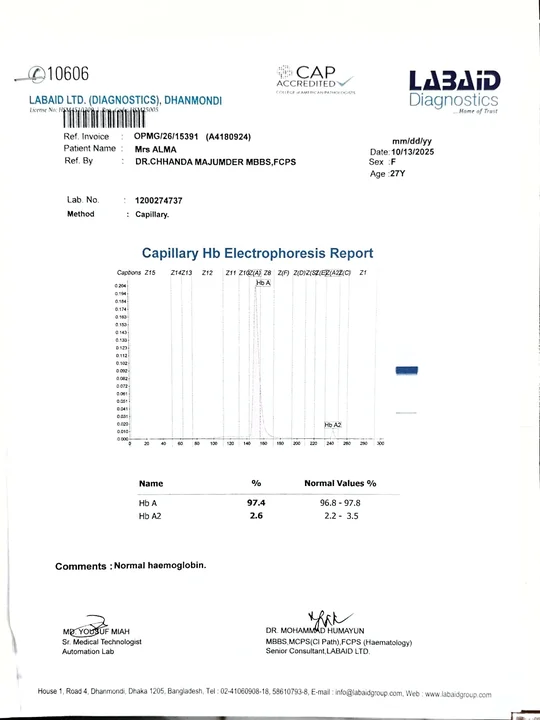 10606
CAP
ACCREDITED
COLLEGE of AMERICAN PATHOLOGISTS
LABAID
Diagnostics
... Home of Trust
LABAID LTD. (DIAGNOSTICS), DHANMONDI
Ref. Invoice : OPMG/26/15391 (A4180924)
Patient Name : Mrs ALMA
Ref. By : DR.CHHANDA MAJUMDER MBBS,FCPS
mm/dd/yy
Date: 10/13/2025
Sex : F
Age : 27Y
Lab. No. : 1200274737
Method : Capillary.
Capillary Hb Electrophoresis Report
Captions Z15 Z14 Z13 Z12 Z11 Z10 Z(A) Z8 Z(F) Z(D) Z(S) Z(E) Z(A2) Z(C) Z1
Hb A
0.204
0.194
0.184
0.174
0.163
0.153
0.143
0.133
0.123
0.112
0.102
0.092
0.082
0.072
0.061
0.051
0.041
0.031
0.020
0.010
0.000
Hb A2
0 20 40 60 80 100 120 140 160 180 200 220 240 260 280 300
Name % Normal Values %
Hb A 97.4 96.8 - 97.8
Hb A2 2.6 2.2 - 3.5
Comments : Normal haemoglobin.
MD. YOUSUF MIAH
Sr. Medical Technologist
Automation Lab
DR. MOHAMMAD HUMAYUN
MBBS,MCPS(Cl Path),FCPS (Haematology)
Senior Consultant,LABAID LTD.
House 1, Road 4, Dhanmondi, Dhaka 1205, Bangladesh, Tel : 02-41060908-18, 58610793-8, E-mail : info@labaidgroup.com, Web : www.labaidgroup.com